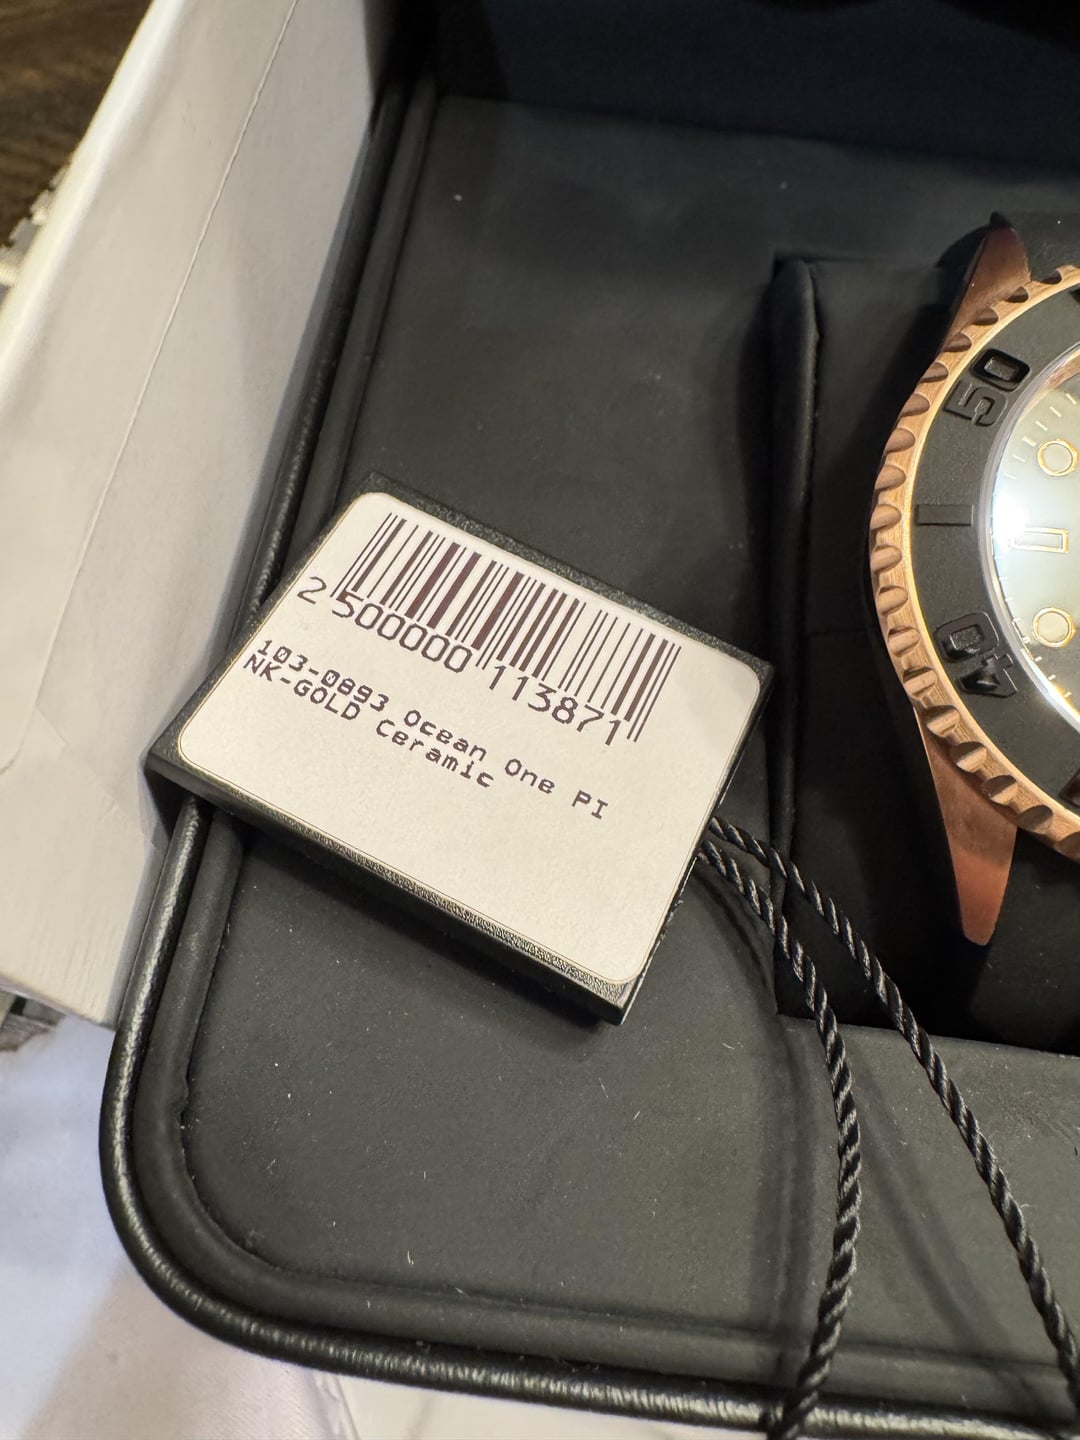 2 500000 113871
103-0893 Ocean One PI
NK-GOLD Ceramic
50
40